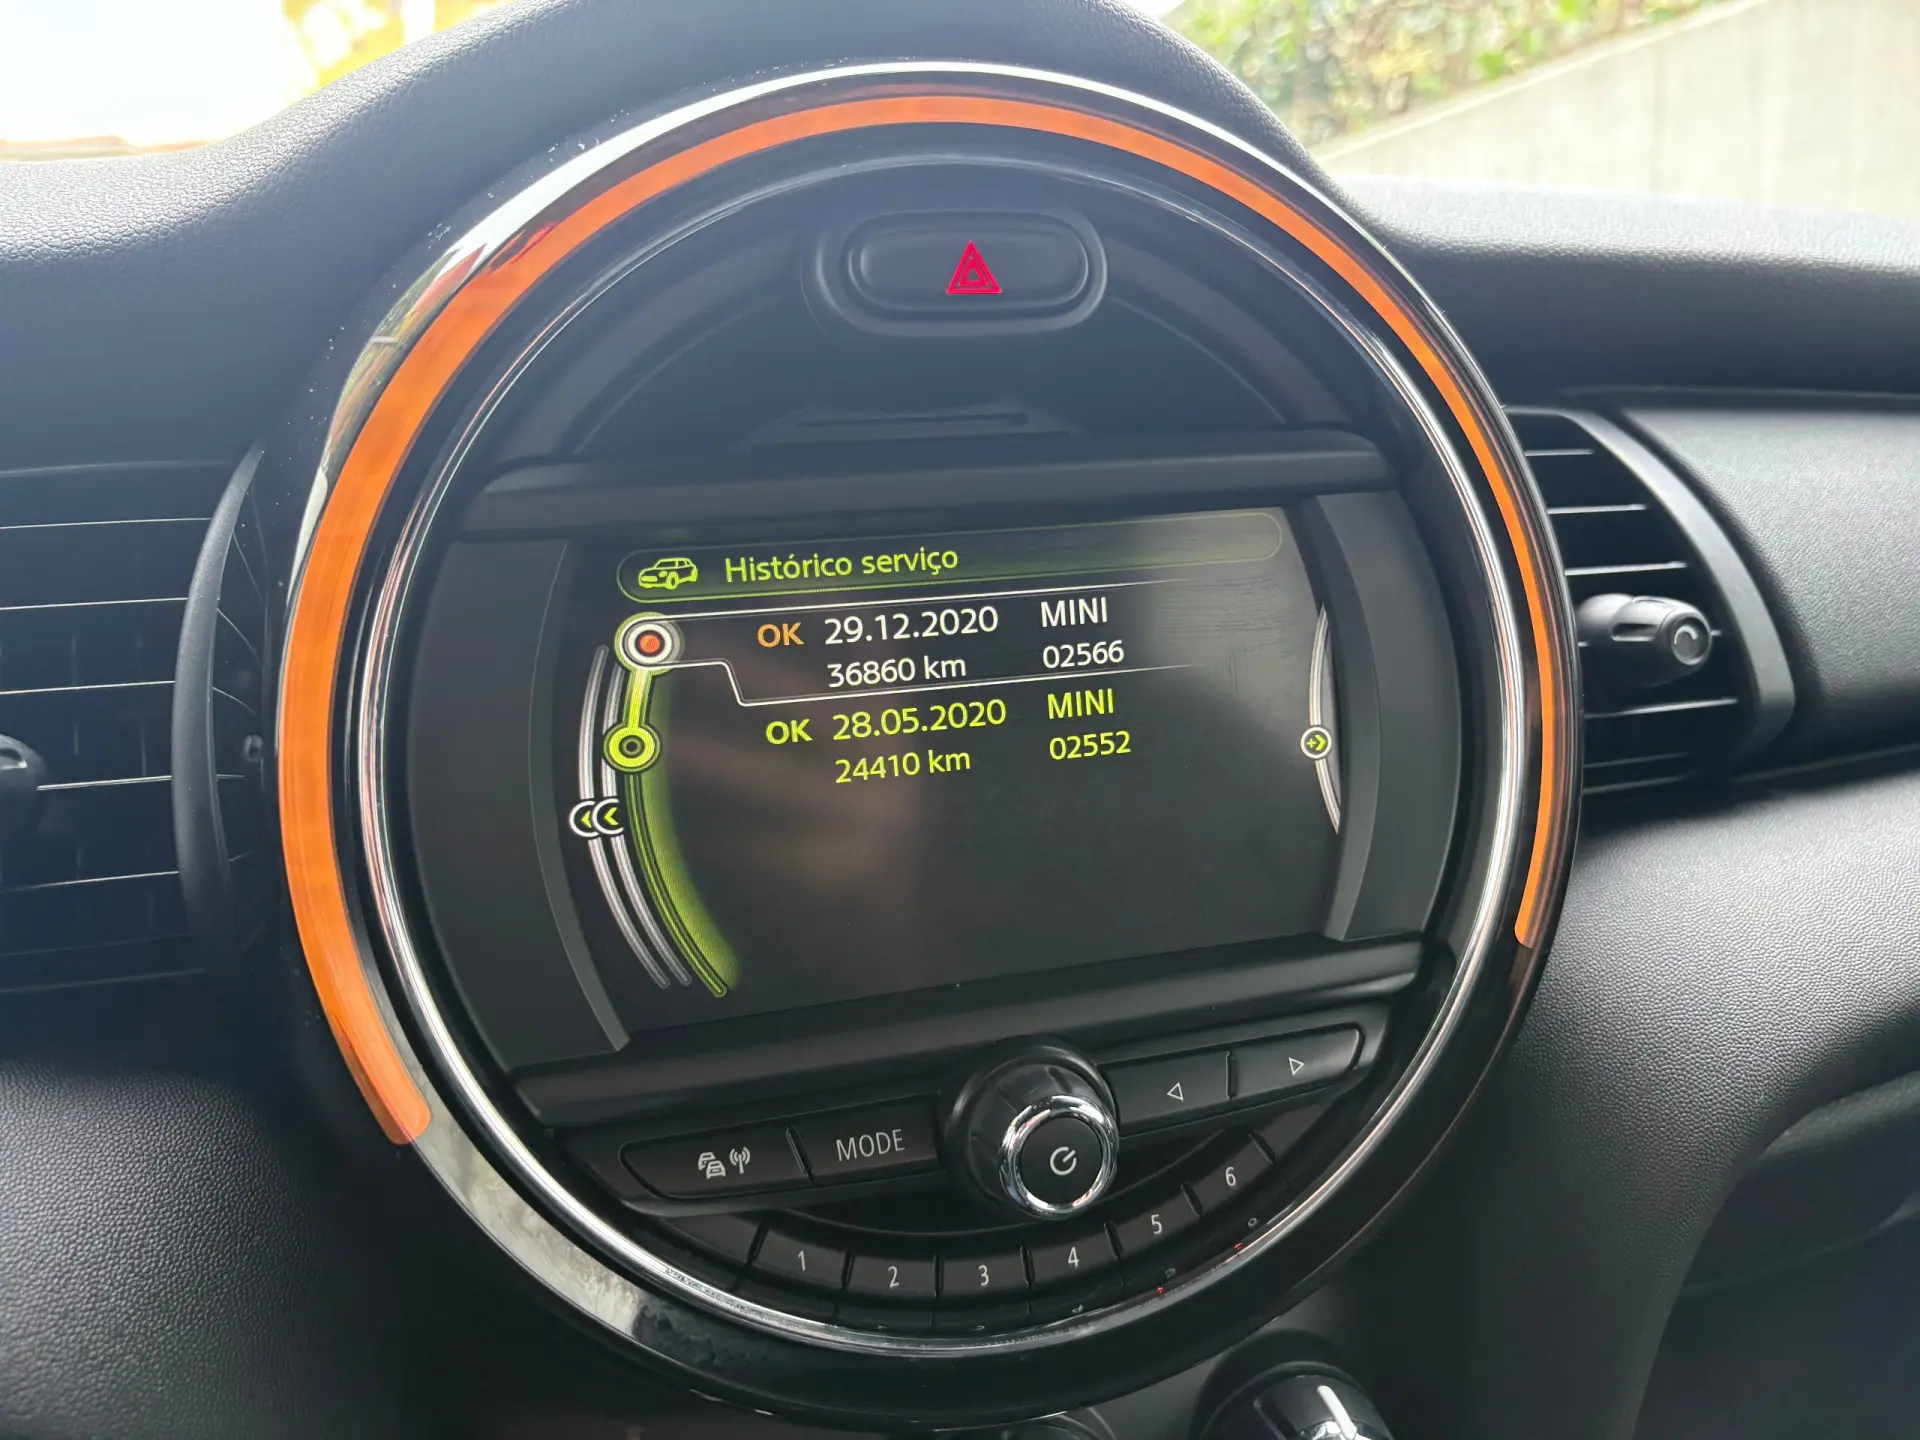 Histórico serviço
OK 29.12.2020 MINI
36860 km 02566
OK 28.05.2020 MINI
24410 km 02552
MODE
1 2 3 4 5 6